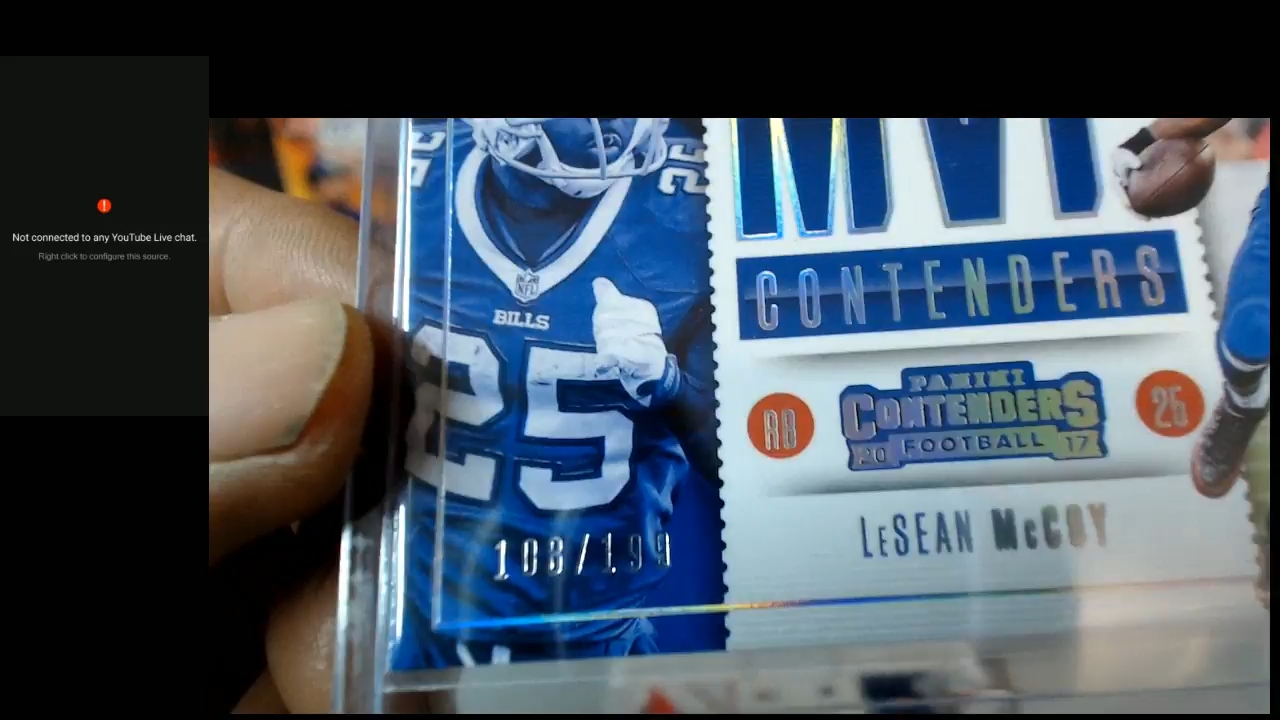 Not connected to any YouTube Live chat.
Right click to configure this source.
25
MVP
CONTENDERS
NFL
BILLS
25
RB
PANINI
CONTENDERS
20 FOOTBALL 17
25
108/199
LeSEAN McCOY